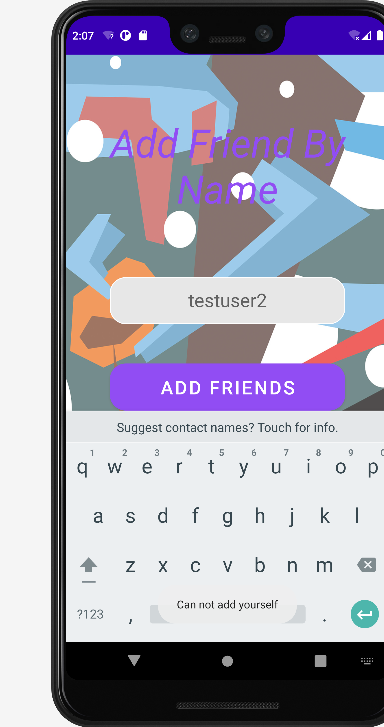 2:07
Add Friend By
Name
testuser2
ADD FRIENDS
Suggest contact names? Touch for info.
1 2 3 4 5 6 7 8 9
q w e r t y u i o p
a s d f g h j k l
z x c v b n m
?123 , .
Can not add yourself